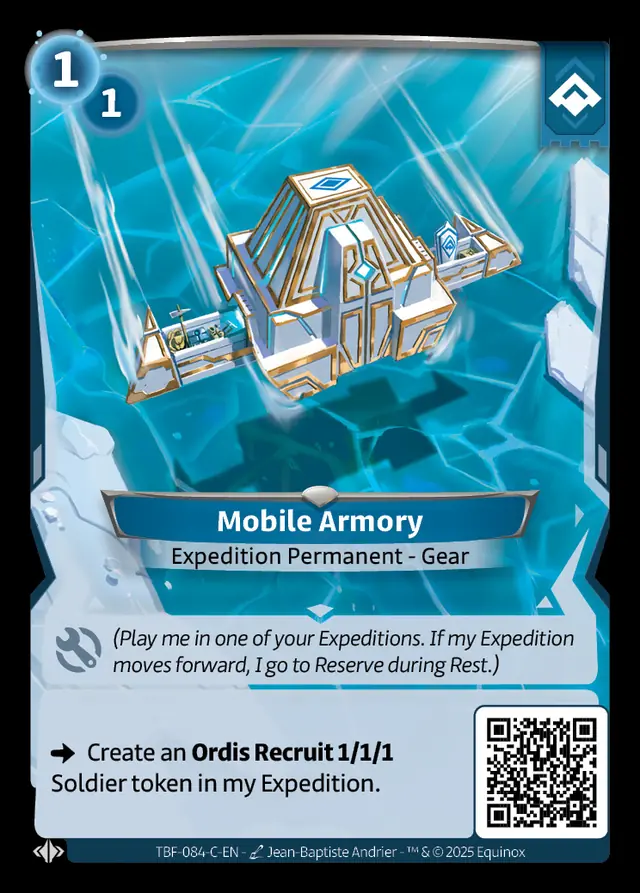 1
1
Mobile Armory
Expedition Permanent - Gear
(Play me in one of your Expeditions. If my Expedition
moves forward, I go to Reserve during Rest.)
Create an Ordis Recruit 1/1/1
Soldier token in my Expedition.
TBF-084-C-EN - Jean-Baptiste Andrier - ™ & © 2025 Equinox